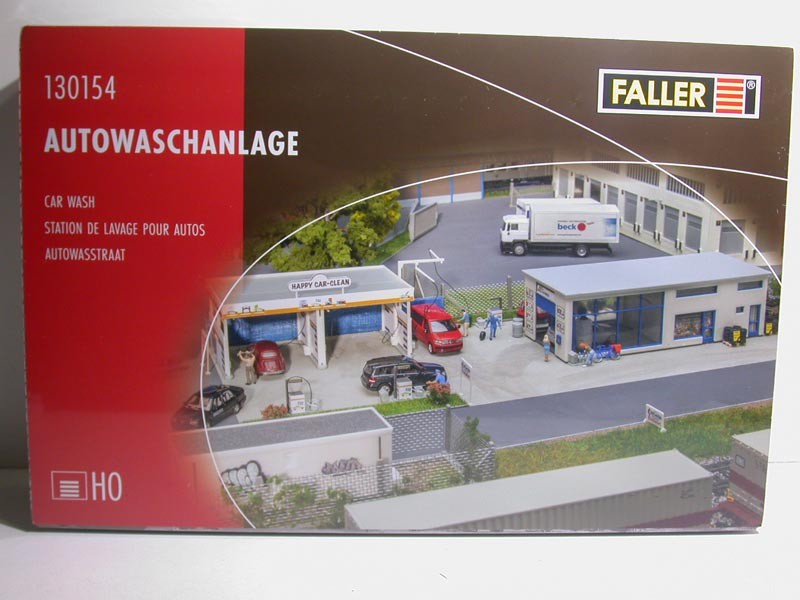 130154
FALLER ®
AUTOWASCHANLAGE
CAR WASH
STATION DE LAVAGE POUR AUTOS
AUTOWASSTRAAT
beck
HAPPY CAR-CLEAN
H0